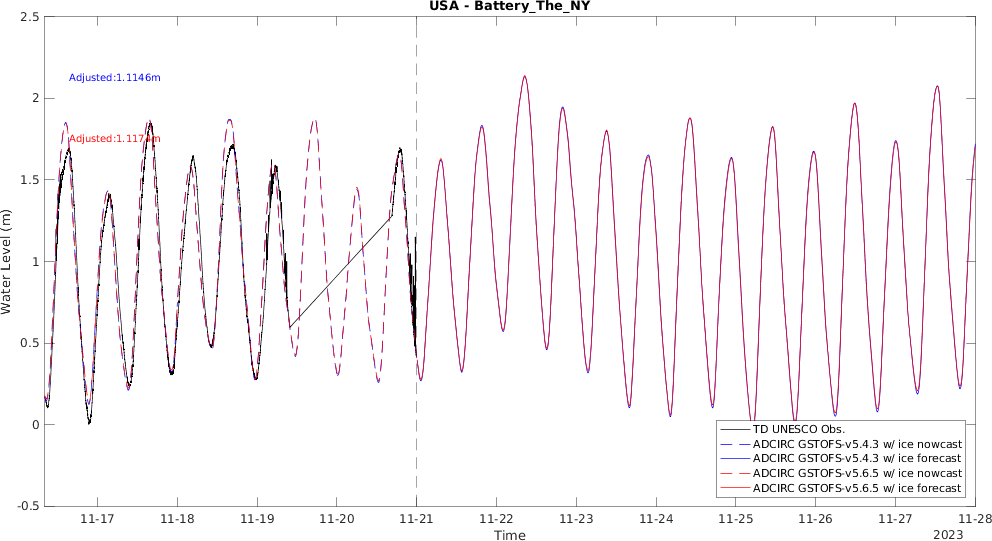 USA - Battery_The_NY
2.5
2
1.5
1
0.5
0
-0.5
Water Level (m)
Adjusted:1.1146m
TD UNESCO Obs.
ADCIRC GSTOFS-v5.4.3 w/ ice nowcast
ADCIRC GSTOFS-v5.4.3 w/ ice forecast
ADCIRC GSTOFS-v5.6.5 w/ ice nowcast
ADCIRC GSTOFS-v5.6.5 w/ ice forecast
11-17 11-18 11-19 11-20 11-21 11-22 11-23 11-24 11-25 11-26 11-27 11-28
Time
2023